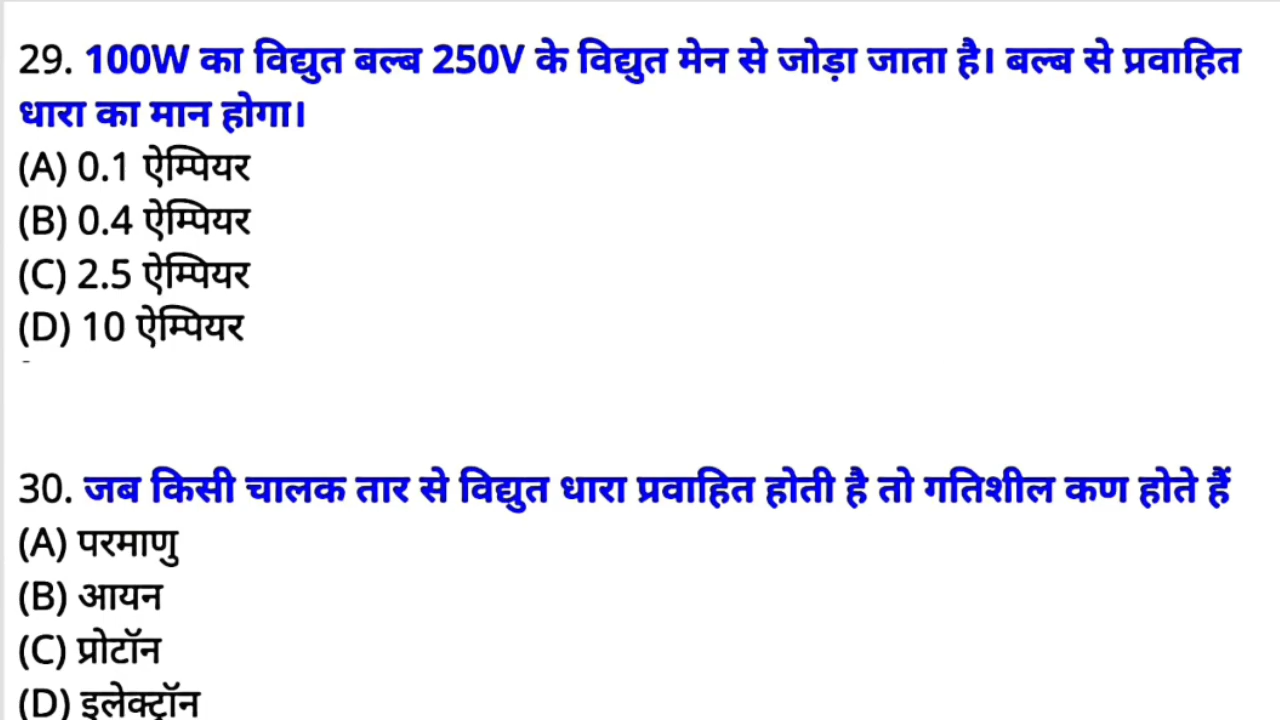 29. 100W का विद्युत बल्ब 250V के विद्युत मेन से जोड़ा जाता है। बल्ब से प्रवाहित
धारा का मान होगा।
(A) 0.1 ऐम्पियर
(B) 0.4 ऐम्पियर
(C) 2.5 ऐम्पियर
(D) 10 ऐम्पियर
30. जब किसी चालक तार से विद्युत धारा प्रवाहित होती है तो गतिशील कण होते हैं
(A) परमाणु
(B) आयन
(C) प्रोटॉन
(D) इलेक्ट्रॉन